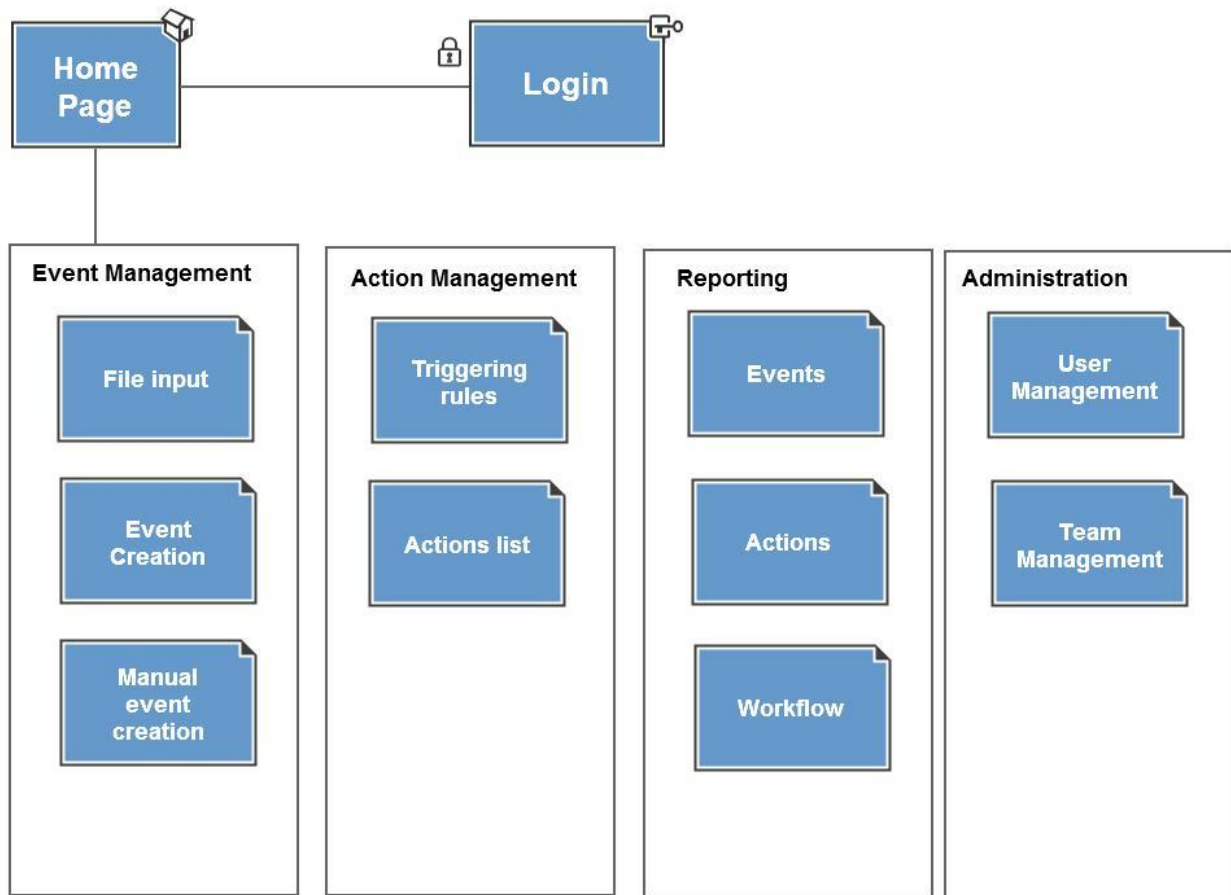 Home
Page
Login
Event Management
File input
Event
Creation
Manual
event
creation
Action Management
Triggering
rules
Actions list
Reporting
Events
Actions
Workflow
Administration
User
Management
Team
Management